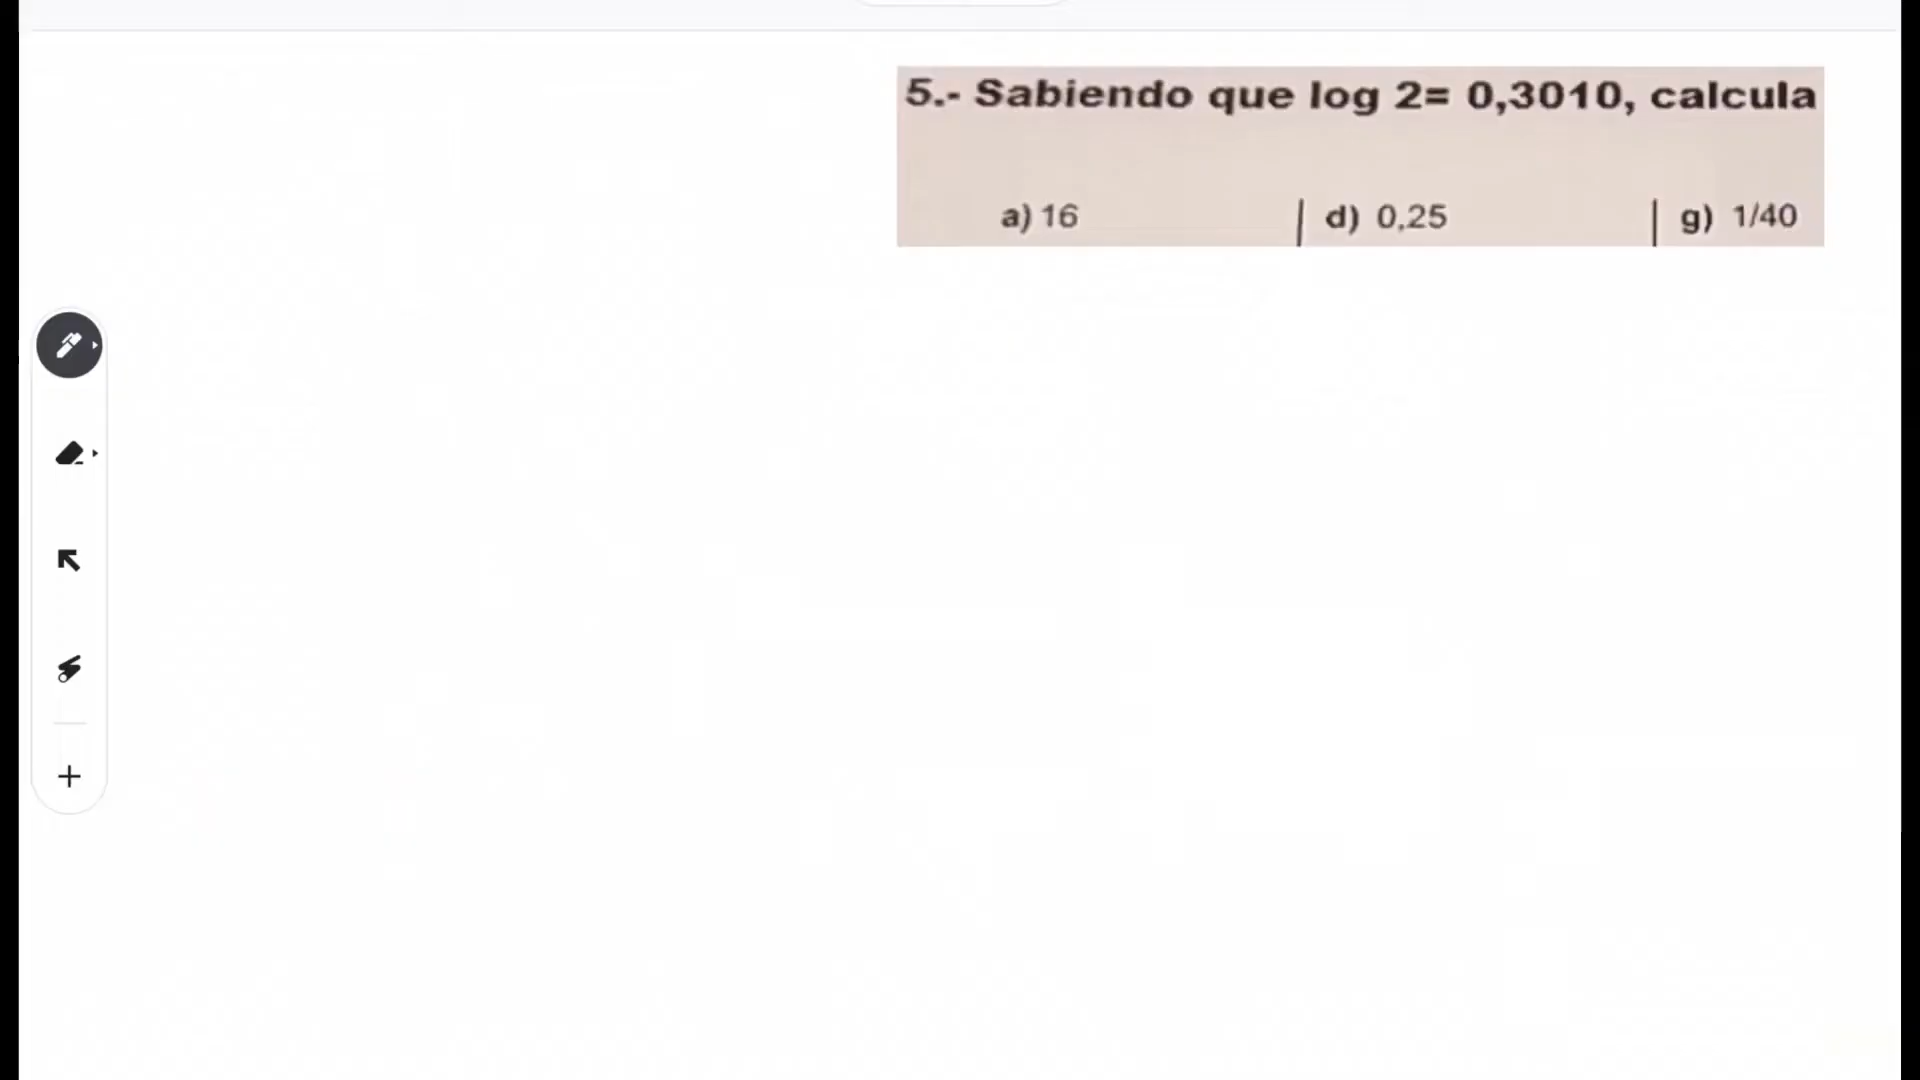 5.- Sabiendo que log 2= 0,3010, calcula
a) 16 | d) 0,25 | g) 1/40